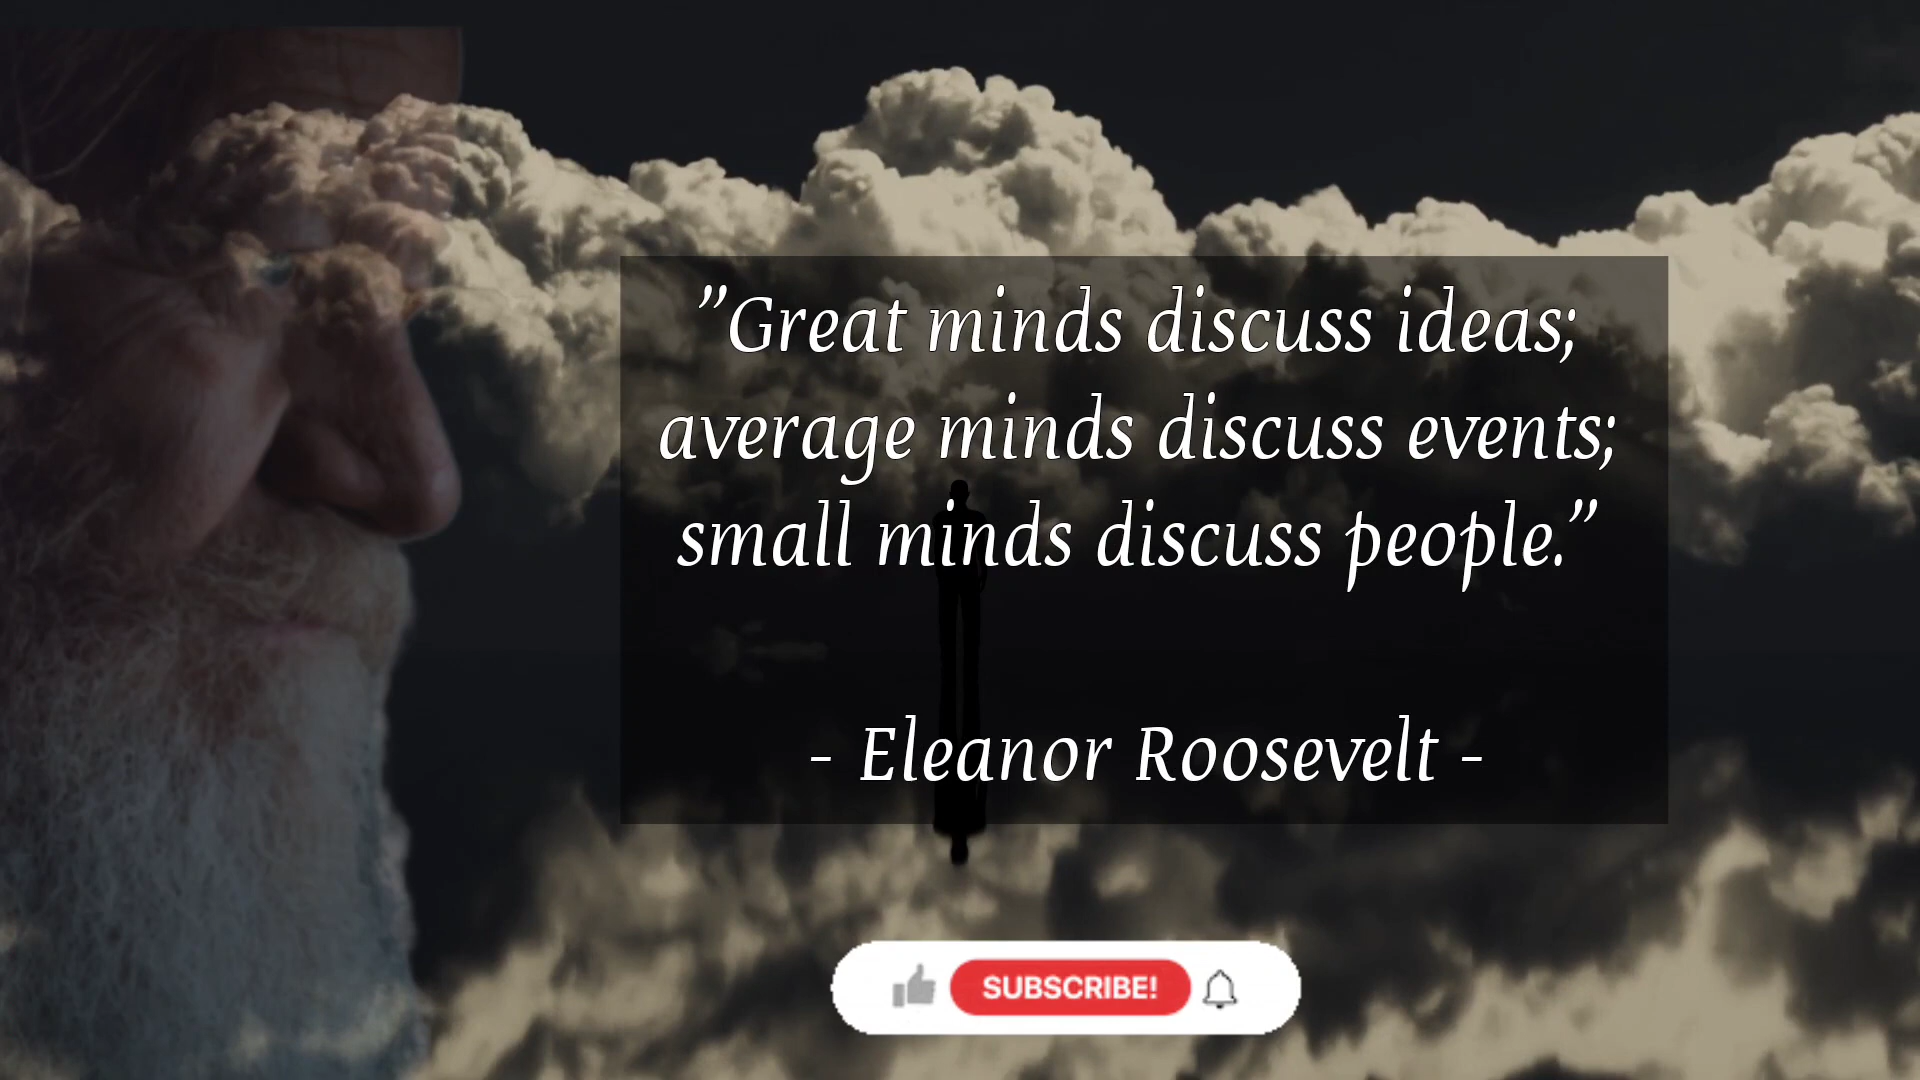 ”Great minds discuss ideas;
average minds discuss events;
small minds discuss people.”
- Eleanor Roosevelt -
SUBSCRIBE!